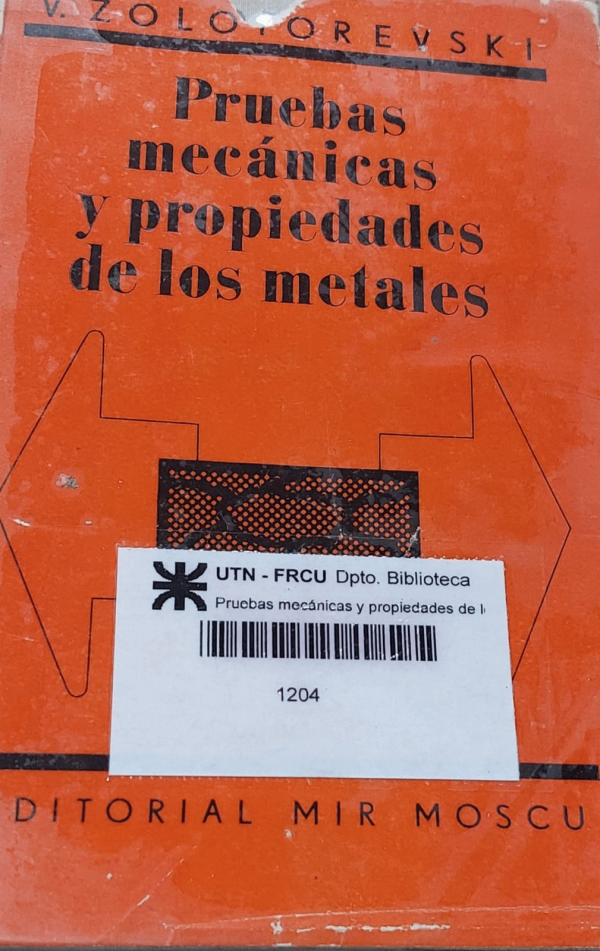 V. ZOLOTOREVSKI
Pruebas
mecánicas
y propiedades
de los metales
UTN - FRCU Dpto. Biblioteca
Pruebas mecánicas y propiedades de l
1204
DITORIAL MIR MOSCU